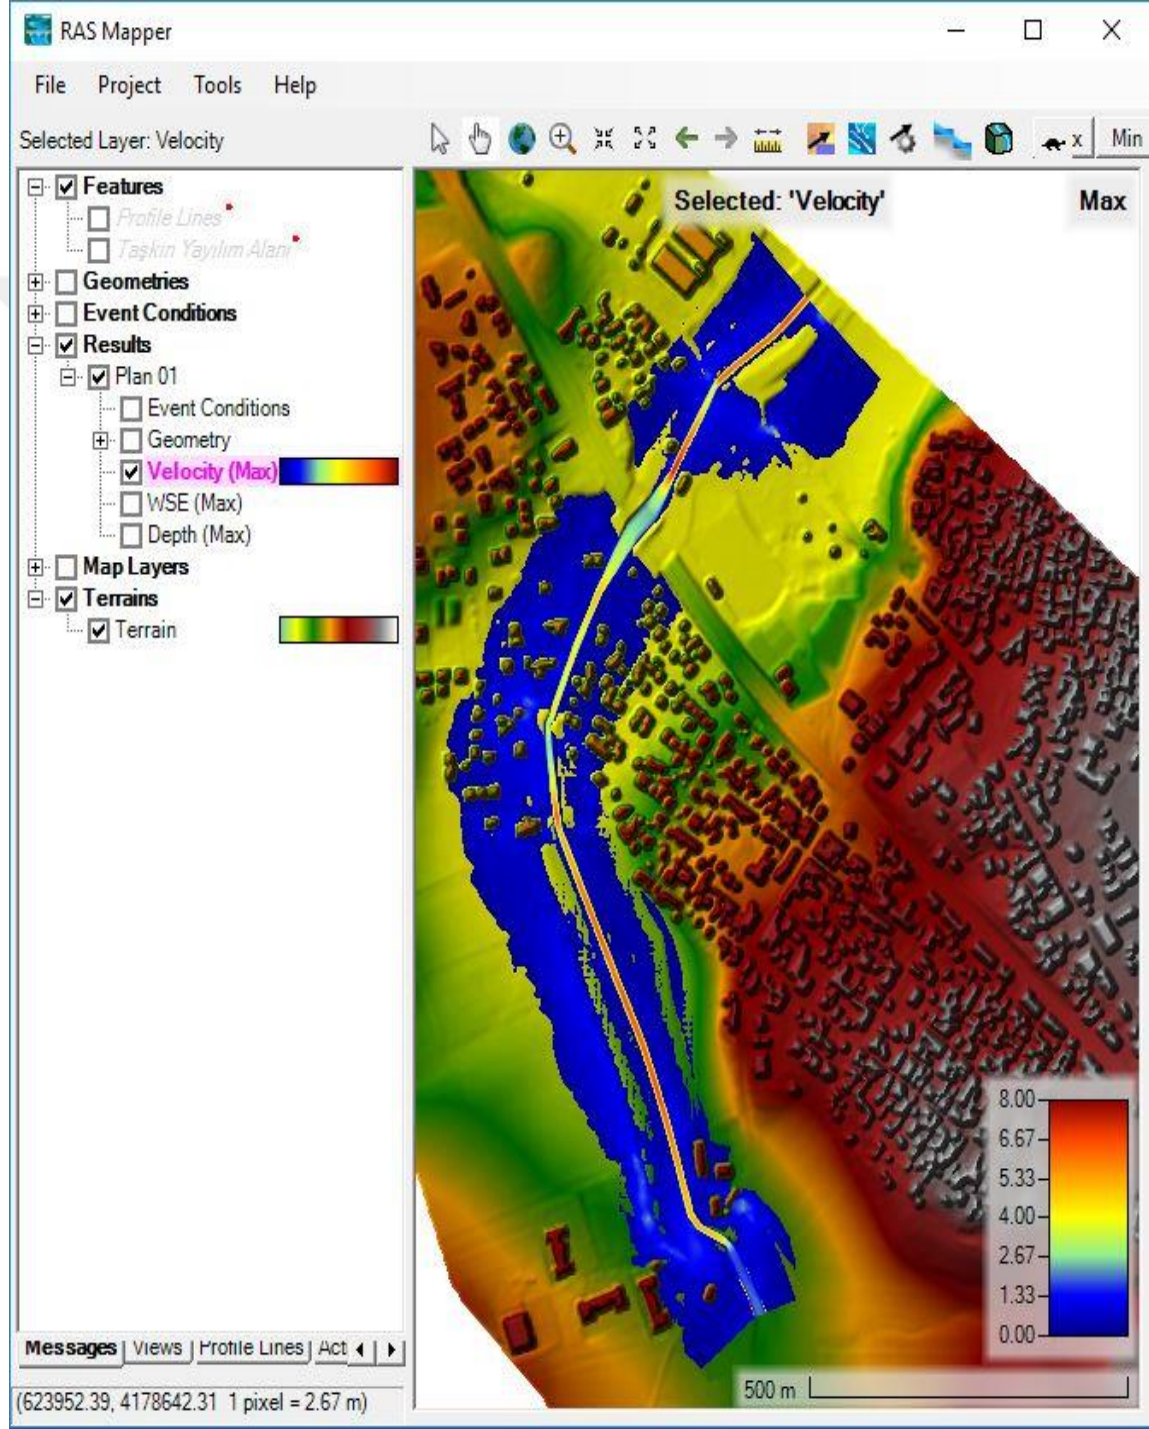 RAS Mapper
File Project Tools Help
Selected Layer: Velocity
x Min
Features
Profile Lines
Taşkın Yayılım Alanı
Geometries
Event Conditions
Results
Plan 01
Event Conditions
Geometry
Velocity (Max)
WSE (Max)
Depth (Max)
Map Layers
Terrains
Terrain
Selected: 'Velocity' Max
8.00
6.67
5.33
4.00
2.67
1.33
0.00
500 m
Messages Views Profile Lines Acti
(623952.39, 4178642.31 1 pixel = 2.67 m)